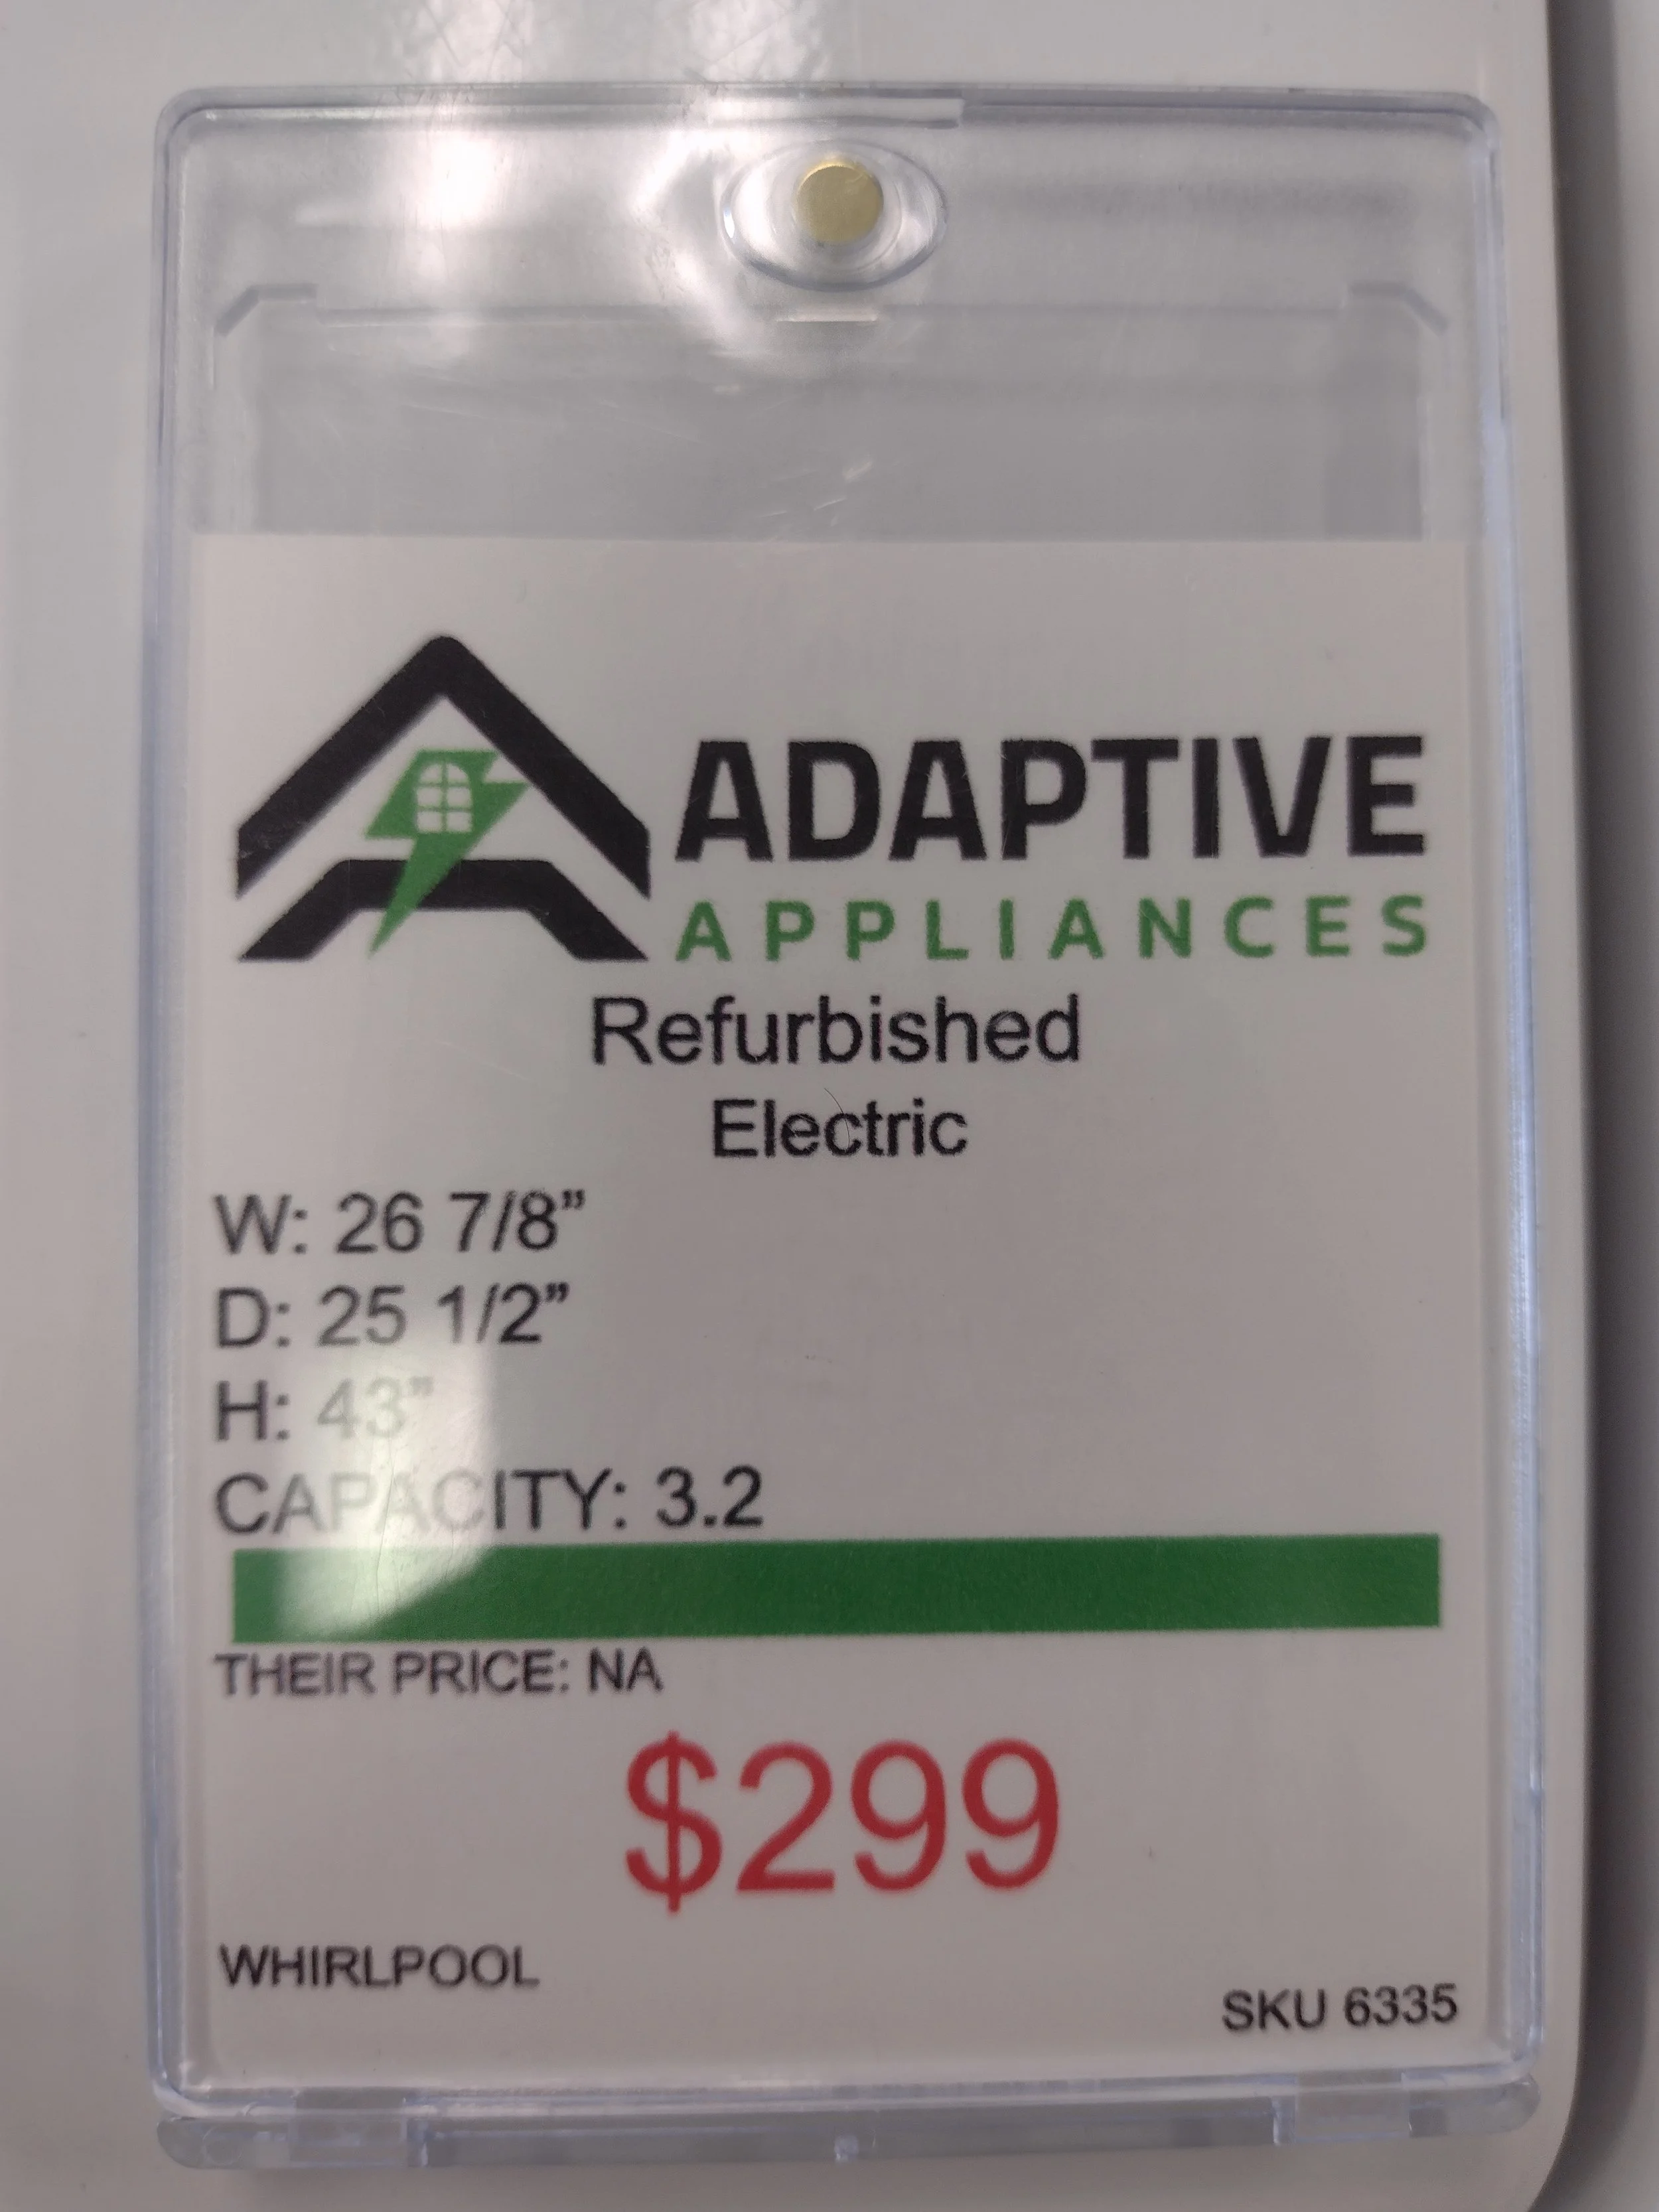 ADAPTIVE
APPLIANCES
Refurbished
Electric
W: 26 7/8”
D: 25 1/2”
H: 43”
CAPACITY: 3.2
THEIR PRICE: NA
$299
WHIRLPOOL
SKU 6335